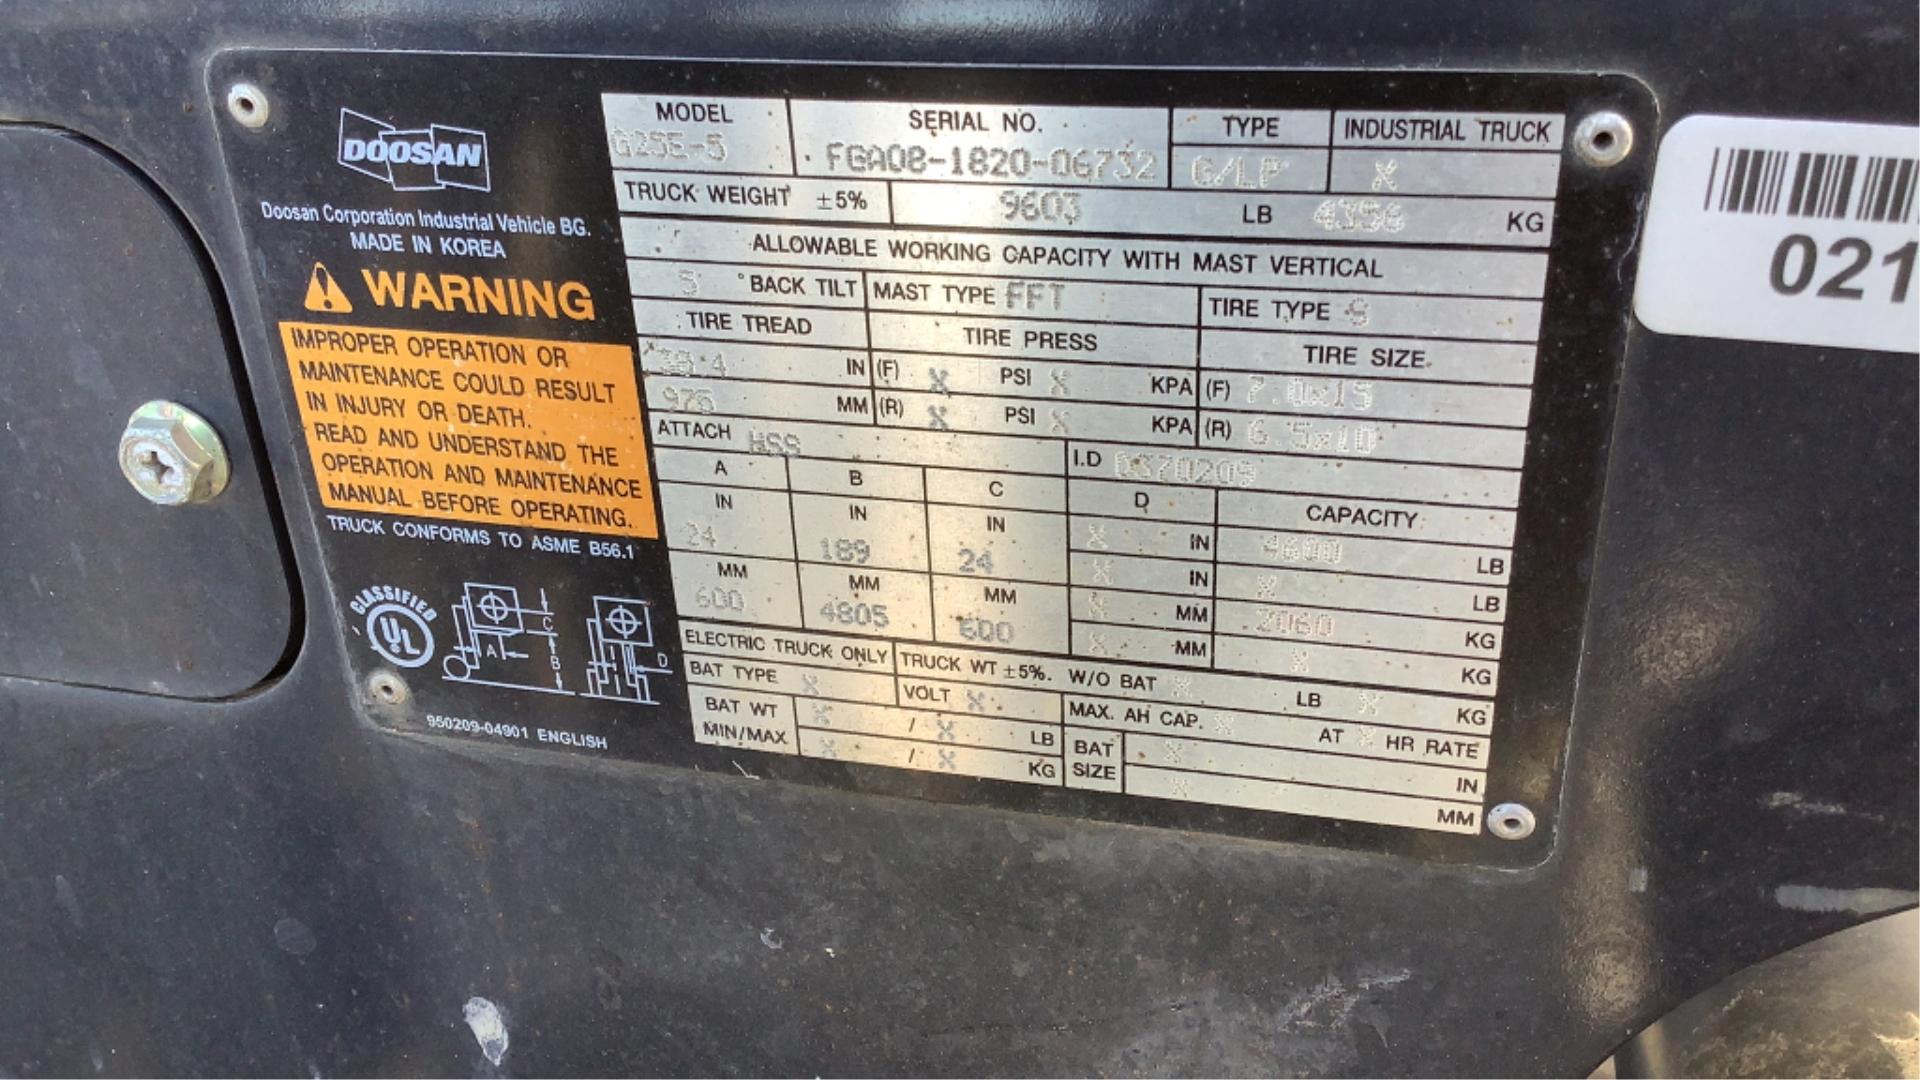 DOOSAN
Doosan Corporation Industrial Vehicle BG.
MADE IN KOREA
WARNING
IMPROPER OPERATION OR
MAINTENANCE COULD RESULT
IN INJURY OR DEATH.
READ AND UNDERSTAND THE
OPERATION AND MAINTENANCE
MANUAL BEFORE OPERATING.
TRUCK CONFORMS TO ASME B56.1
CLASSIFIED
UL
A C B D
950209-04901 ENGLISH
MODEL SERIAL NO. TYPE INDUSTRIAL TRUCK
G25E-5 FGA08-1820-06732 G/LP X
TRUCK WEIGHT ±5% 9603 LB 4356 KG
ALLOWABLE WORKING CAPACITY WITH MAST VERTICAL
5 ° BACK TILT MAST TYPE FFT TIRE TYPE S
TIRE TREAD TIRE PRESS TIRE SIZE
38.4 IN (F) X PSI X KPA (F) 7.0x15
975 MM (R) X PSI X KPA (R) 6.5x10
ATTACH HSS I.D D370209
A B C D CAPACITY
IN IN IN X IN 4600 LB
24 189 24 X IN X LB
MM MM MM X MM 2060 KG
600 4805 600 X MM X KG
ELECTRIC TRUCK ONLY TRUCK WT ±5%. W/O BAT X LB X KG
BAT TYPE X VOLT X MAX. AH CAP. X AT X HR RATE
BAT WT X / X LB BAT X IN
MIN/MAX X / X KG SIZE X MM
021